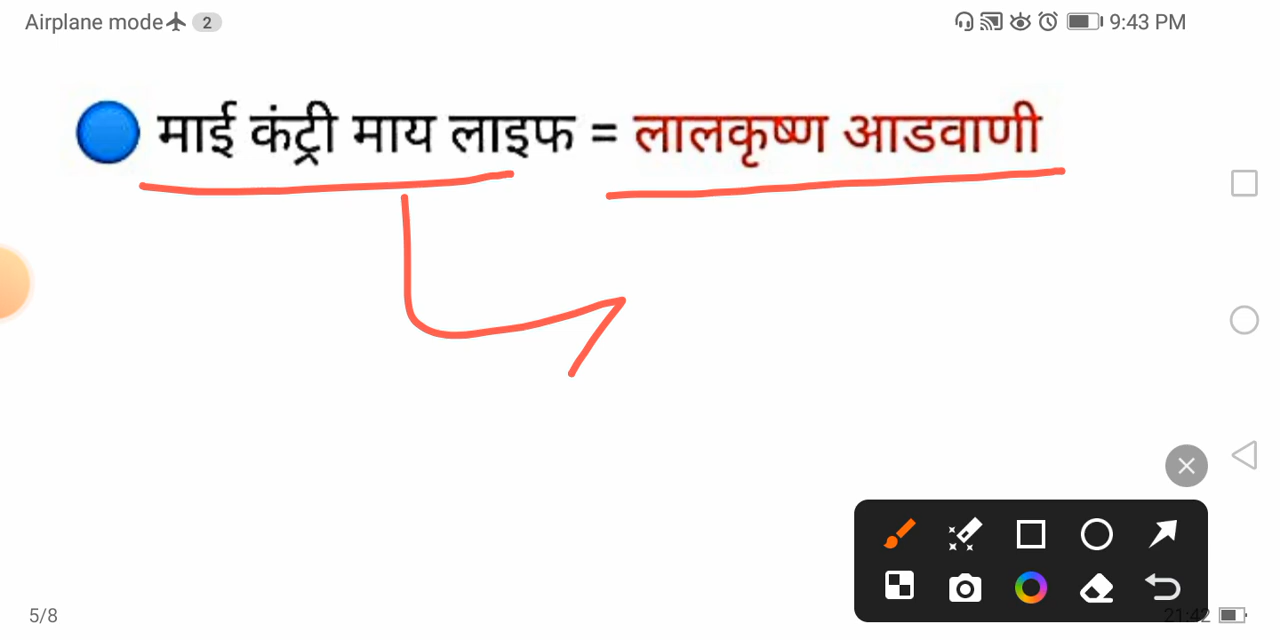 Airplane mode 2 9:43 PM
माई कंट्री माय लाइफ = लालकृष्ण आडवाणी
5/8 21:42